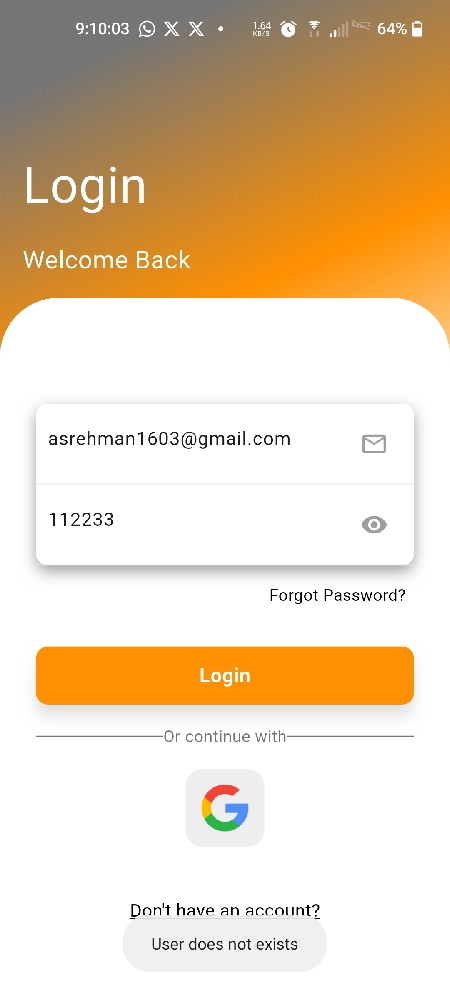 9:10:03 1.64 KB/S 64%
Login
Welcome Back
asrehman1603@gmail.com
112233
Forgot Password?
Login
Or continue with
Don't have an account?
User does not exists